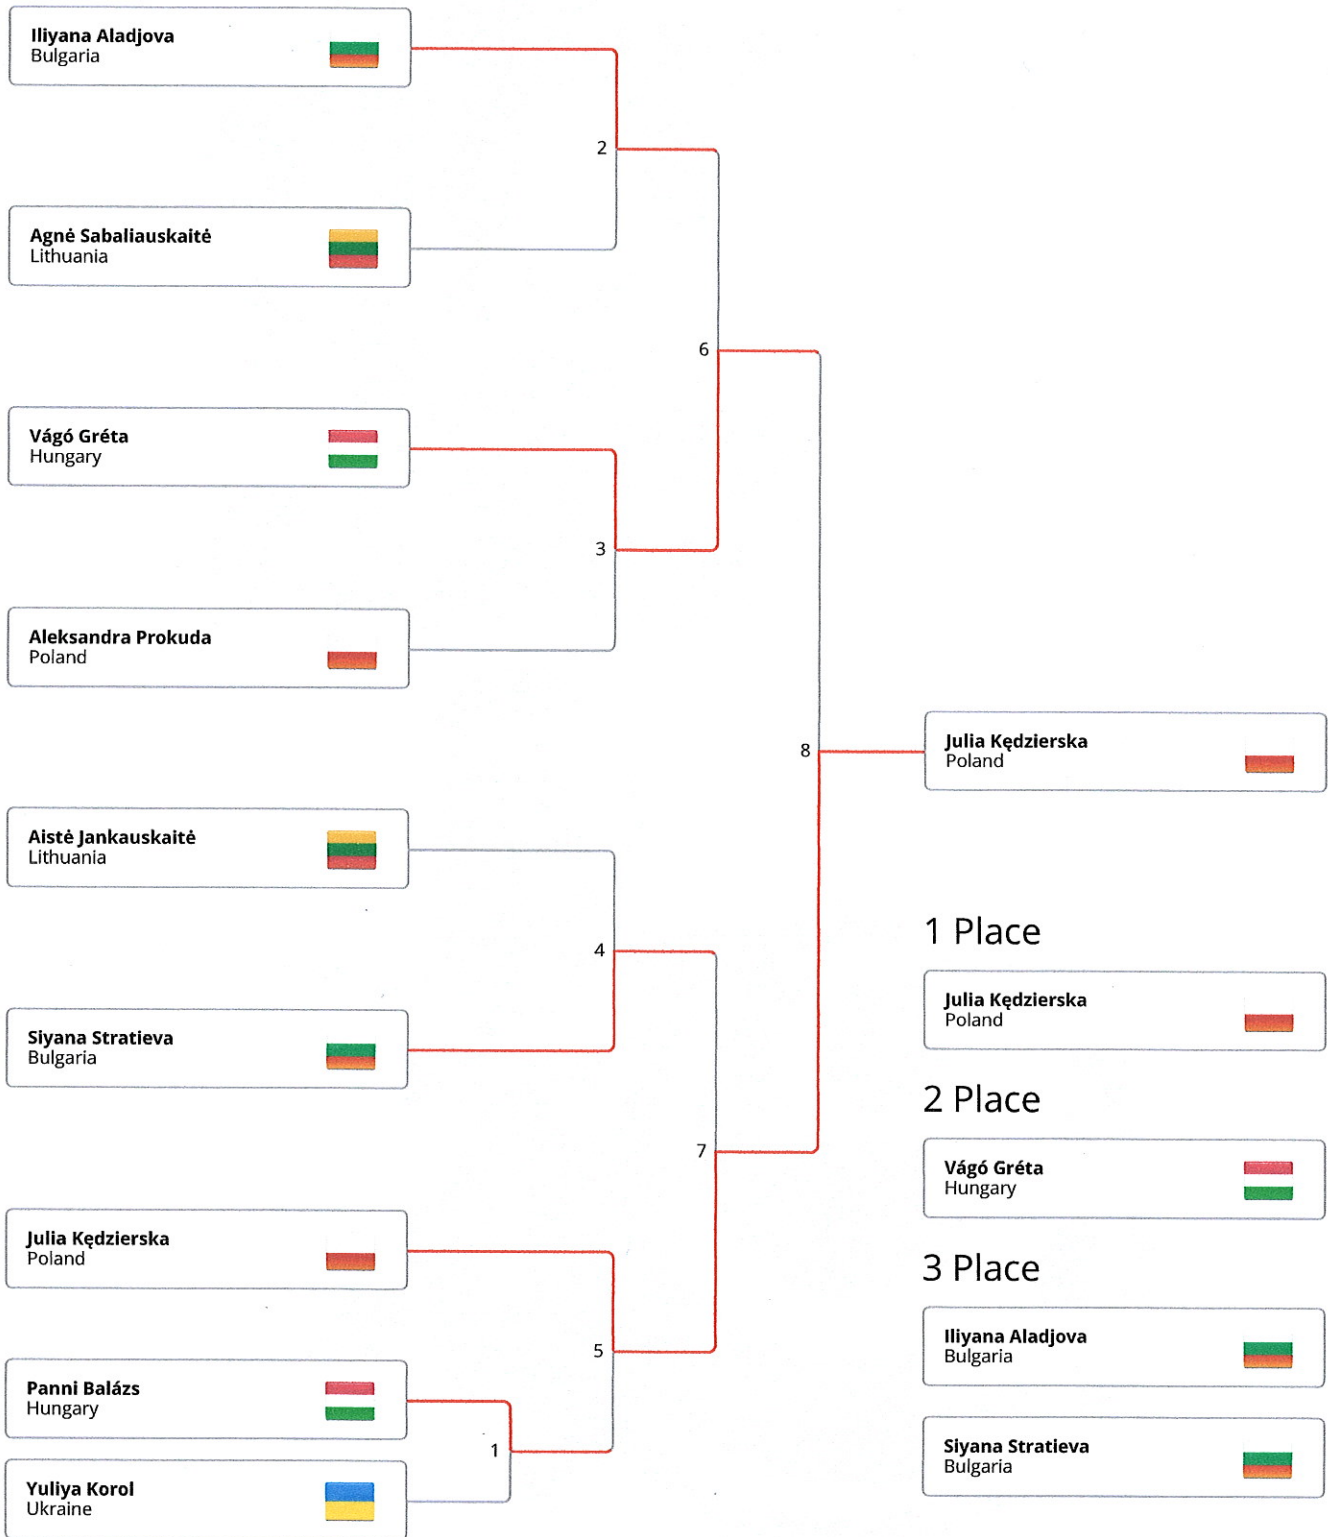 Iliyana Aladjova
Bulgaria
2
Agnė Sabaliauskaitė
Lithuania
6
Vágó Gréta
Hungary
3
Aleksandra Prokuda
Poland
8
Julia Kędzierska
Poland
Aistė Jankauskaitė
Lithuania
4
Siyana Stratieva
Bulgaria
7
Julia Kędzierska
Poland
5
Panni Balázs
Hungary
1
Yuliya Korol
Ukraine
1 Place
Julia Kędzierska
Poland
2 Place
Vágó Gréta
Hungary
3 Place
Iliyana Aladjova
Bulgaria
Siyana Stratieva
Bulgaria